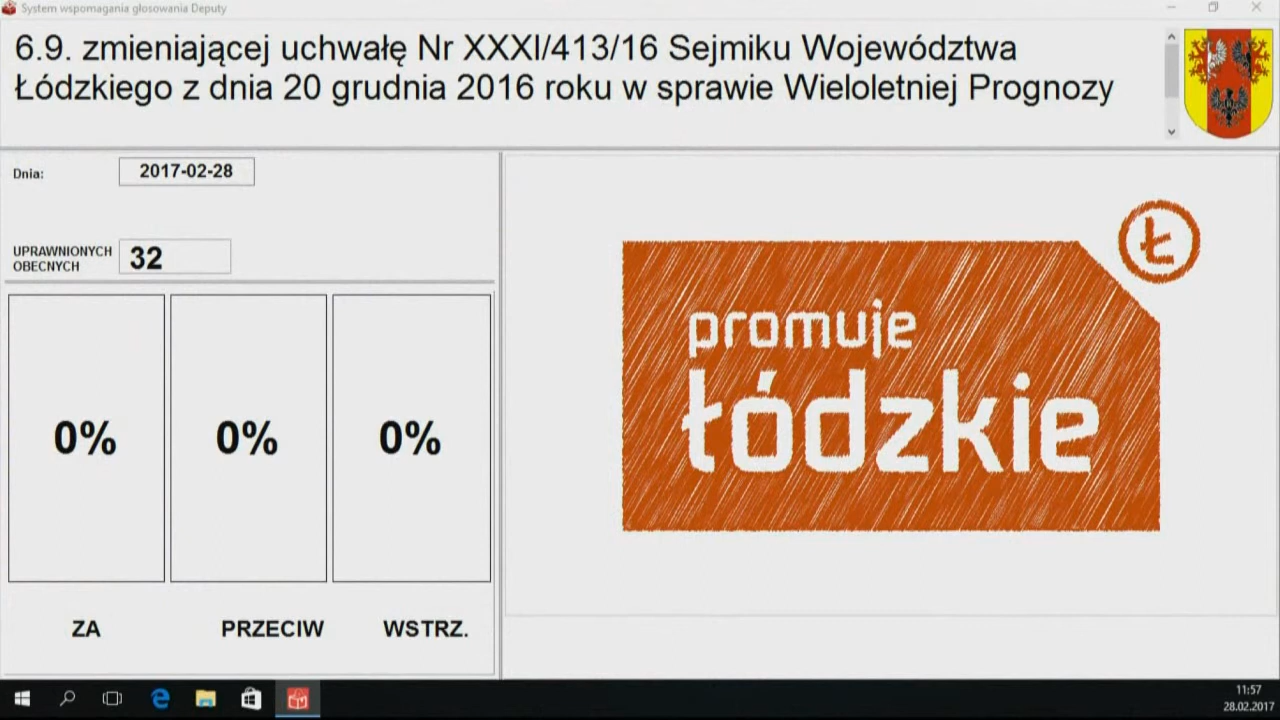 System wspomagania głosowania Deputy
6.9. zmieniającej uchwałę Nr XXXI/413/16 Sejmiku Województwa
Łódzkiego z dnia 20 grudnia 2016 roku w sprawie Wieloletniej Prognozy
Dnia:
2017-02-28
UPRAWNIONYCH
OBECNYCH
32
0%
0%
0%
ZA
PRZECIW
WSTRZ.
Ł
promuje
łódzkie
11:57
28.02.2017